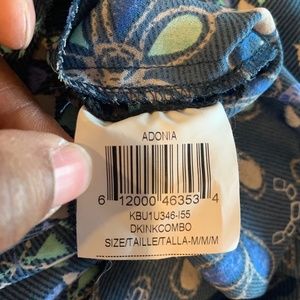 ADONIA
6 12000 46353 4
KBU1U346-I55
DKINKCOMBO
SIZE/TAILLE/TALLA-M/M/M